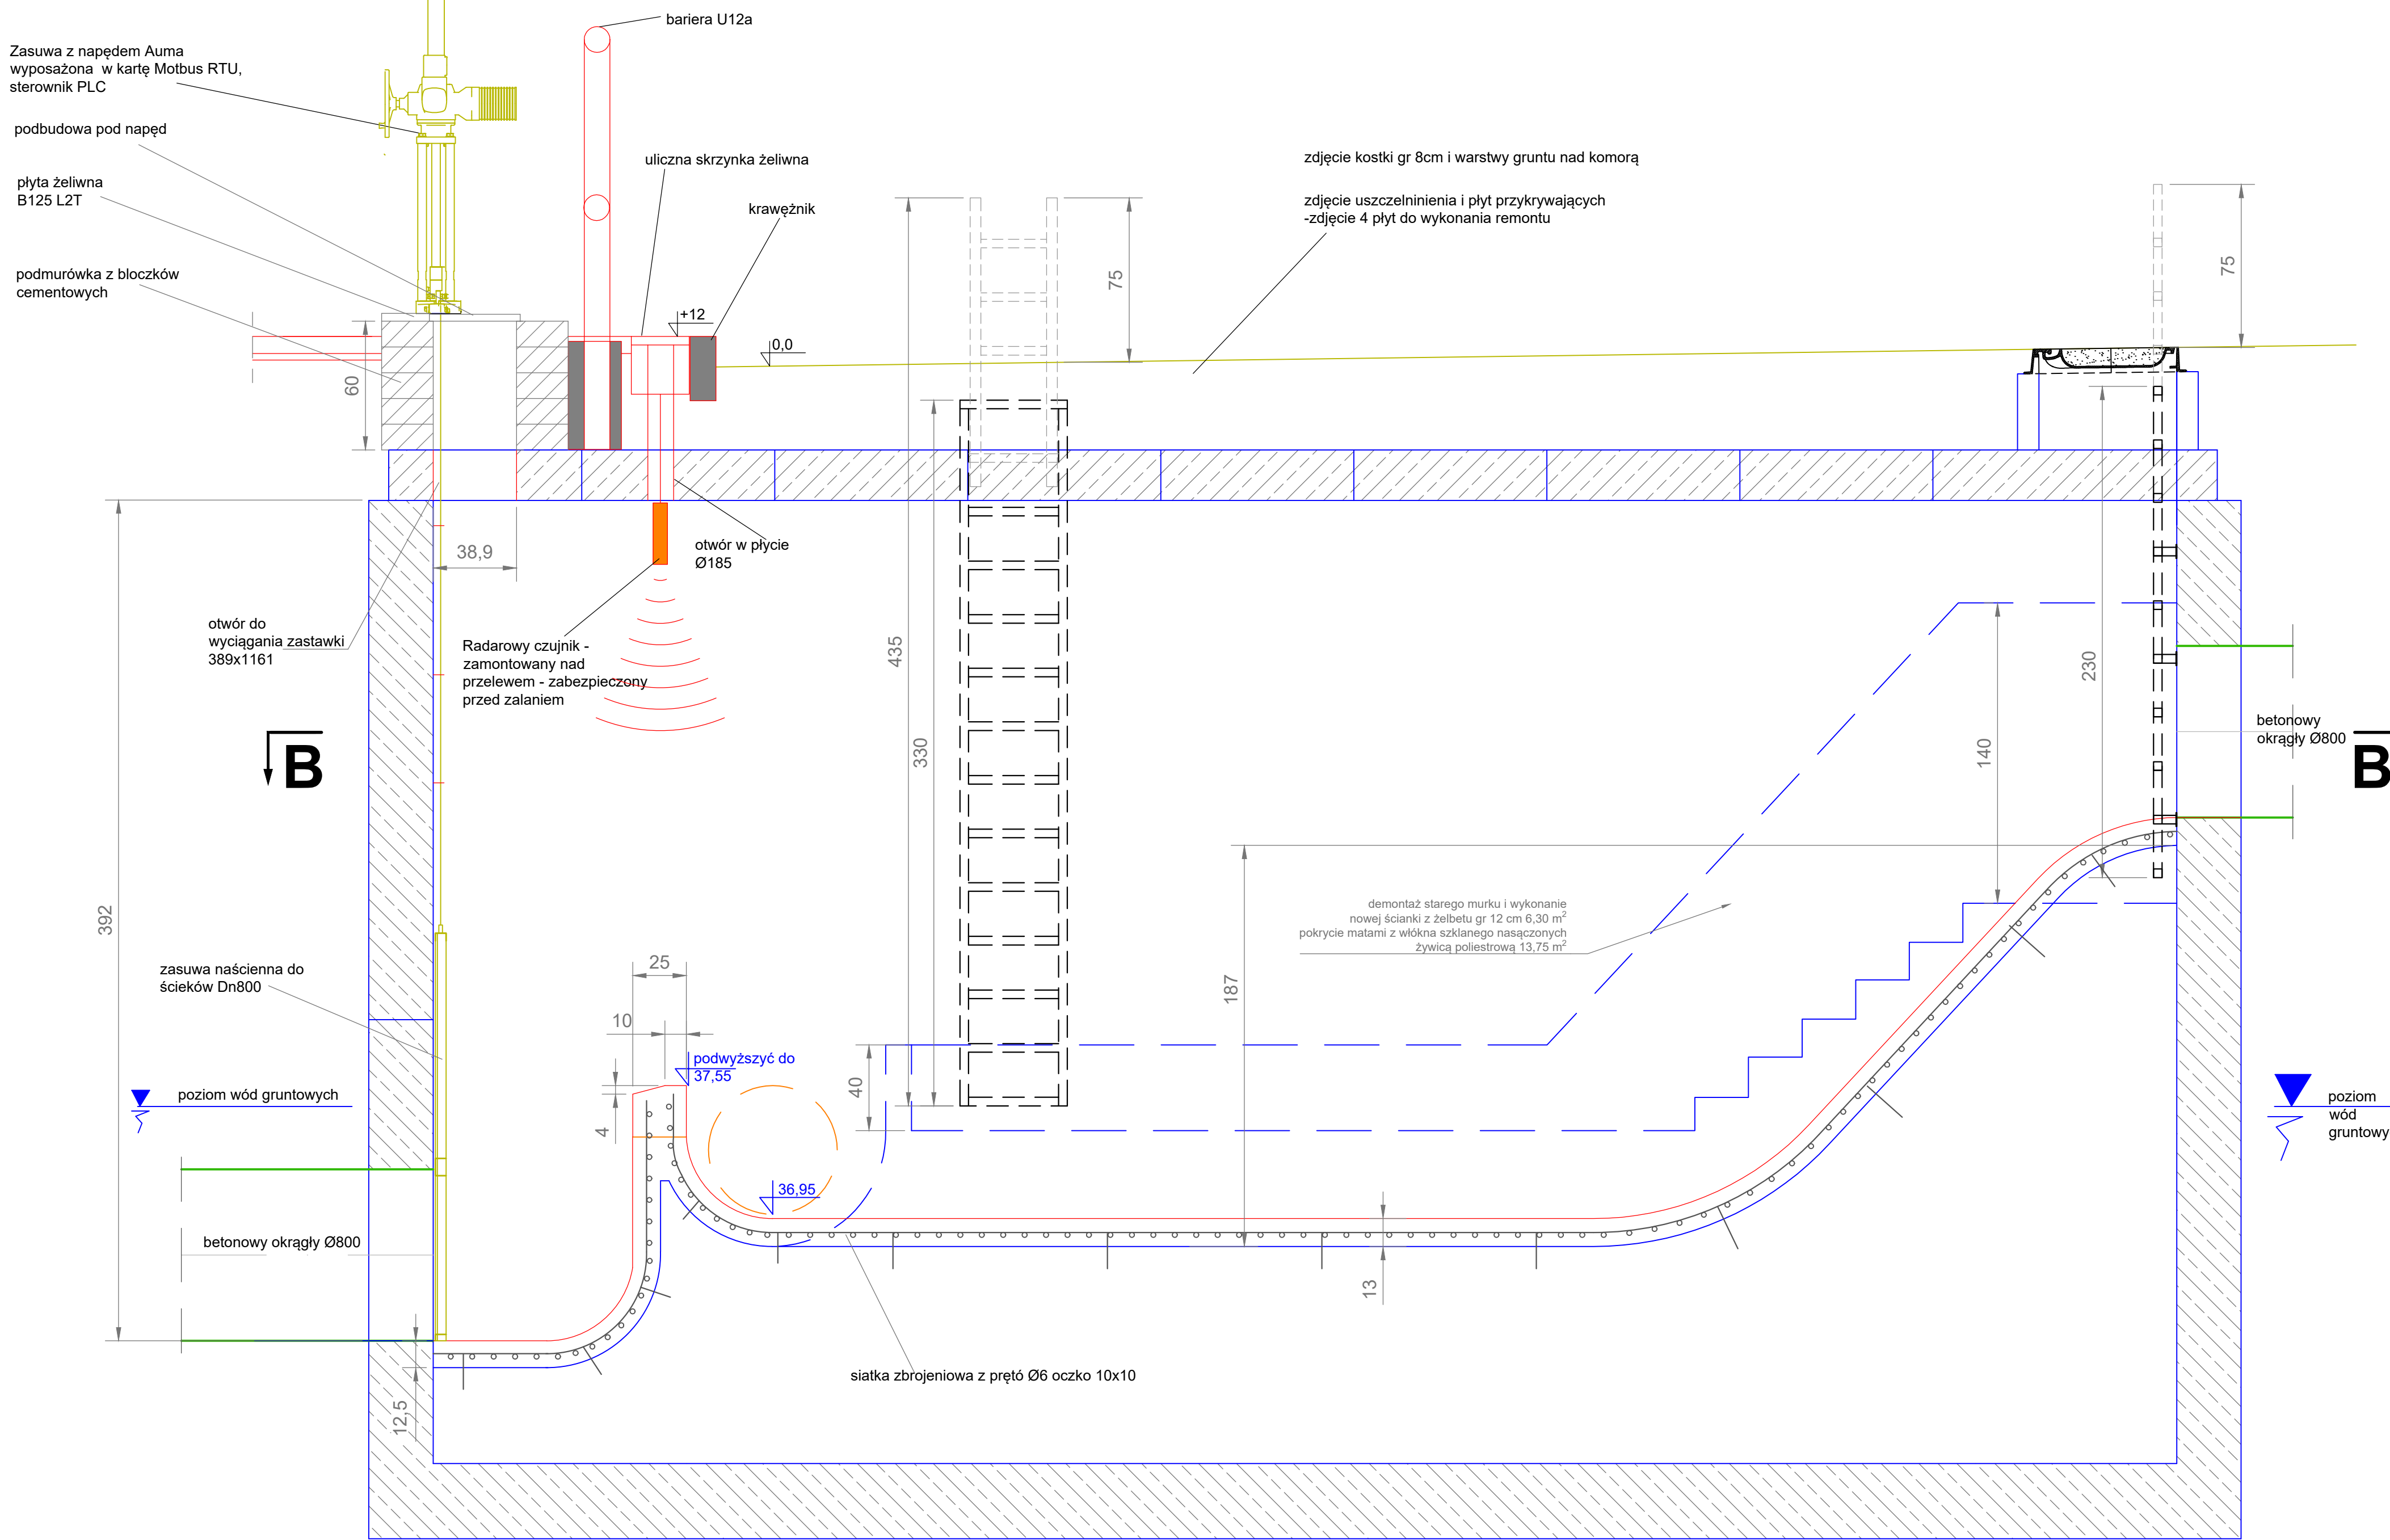 bariera U12a
Zasuwa z napędem Auma
wyposażona w kartę Motbus RTU,
sterownik PLC
podbudowa pod napęd
płyta żeliwna
B125 L2T
podmurówka z bloczków
cementowych
uliczna skrzynka żeliwna
krawężnik
zdjęcie kostki gr 8cm i warstwy gruntu nad komorą
zdjęcie uszczelninienia i płyt przykrywających
-zdjęcie 4 płyt do wykonania remontu
75
75
+12
0,0
60
38,9
otwór w płycie
Ø185
otwór do
wyciągania zastawki
389x1161
Radarowy czujnik -
zamontowany nad
przelewem - zabezpieczony
przed zalaniem
435
330
230
140
B
betonowy
okrągły Ø800
B
392
demontaż starego murku i wykonanie
nowej ścianki z żelbetu gr 12 cm 6,30 m²
pokrycie matami z włókna szklanego nasączonych
żywicą poliestrową 13,75 m²
187
zasuwa naścienna do
ścieków Dn800
25
10
podwyższyć do
37,55
40
4
poziom wód gruntowych
poziom
wód
gruntowy
36,95
betonowy okrągły Ø800
13
siatka zbrojeniowa z prętó Ø6 oczko 10x10
12,5